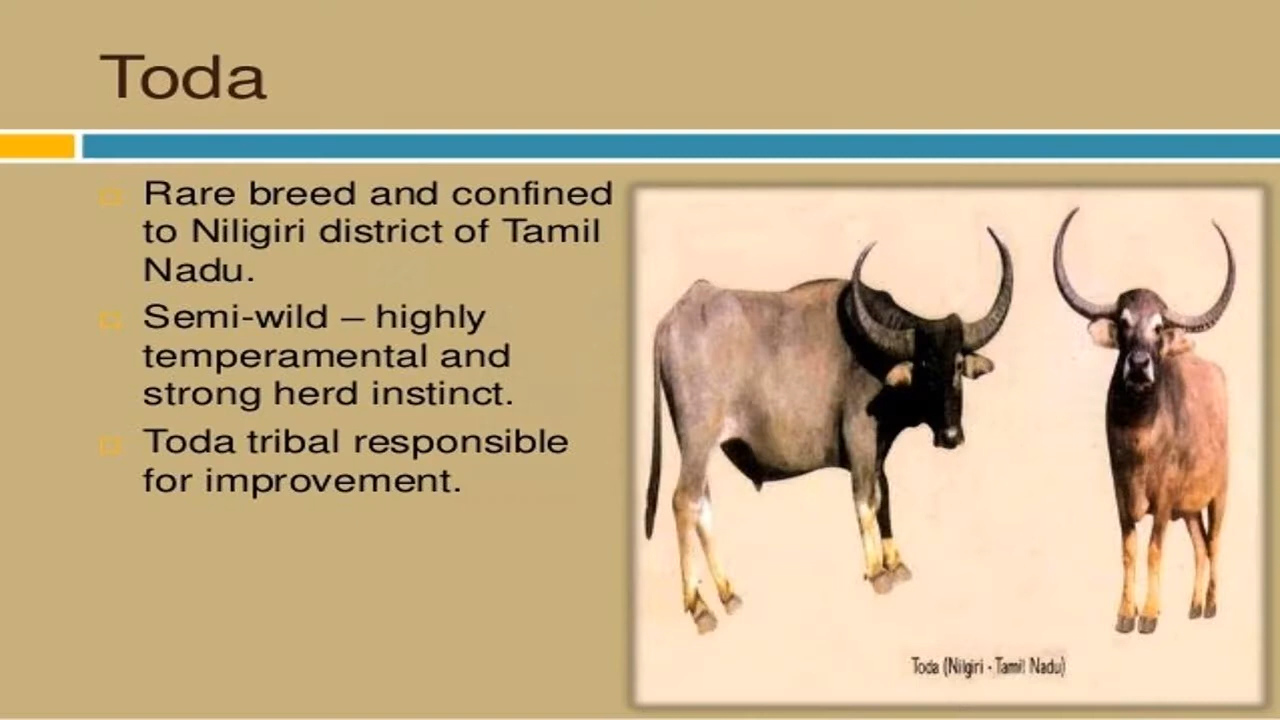 Toda
Rare breed and confined
to Niligiri district of Tamil
Nadu.
Semi-wild – highly
temperamental and
strong herd instinct.
Toda tribal responsible
for improvement.
Toda (Nilgiri - Tamil Nadu)